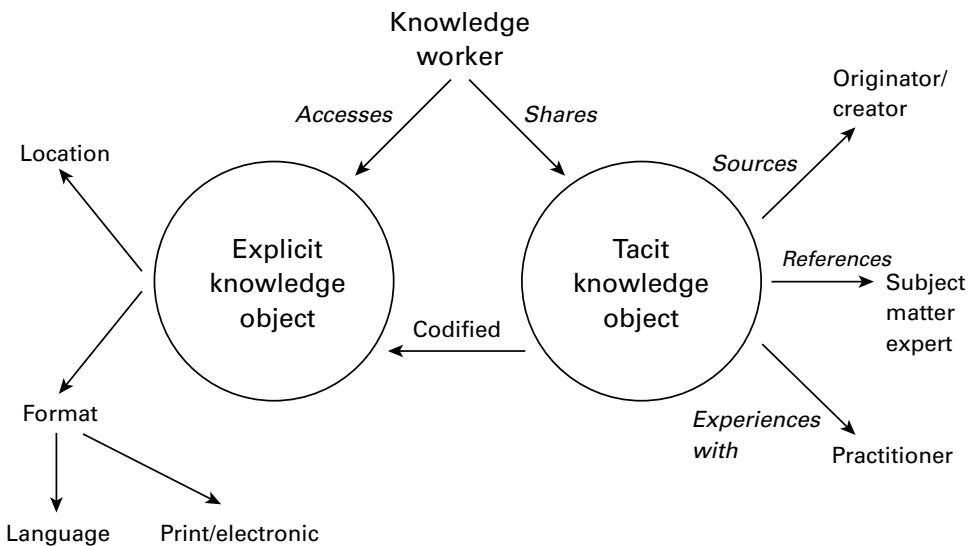 Knowledge
worker
Accesses
Shares
Originator/
creator
Location
Sources
Explicit
knowledge
object
Tacit
knowledge
object
References
Subject
matter
expert
Codified
Format
Experiences
with
Practitioner
Language
Print/electronic